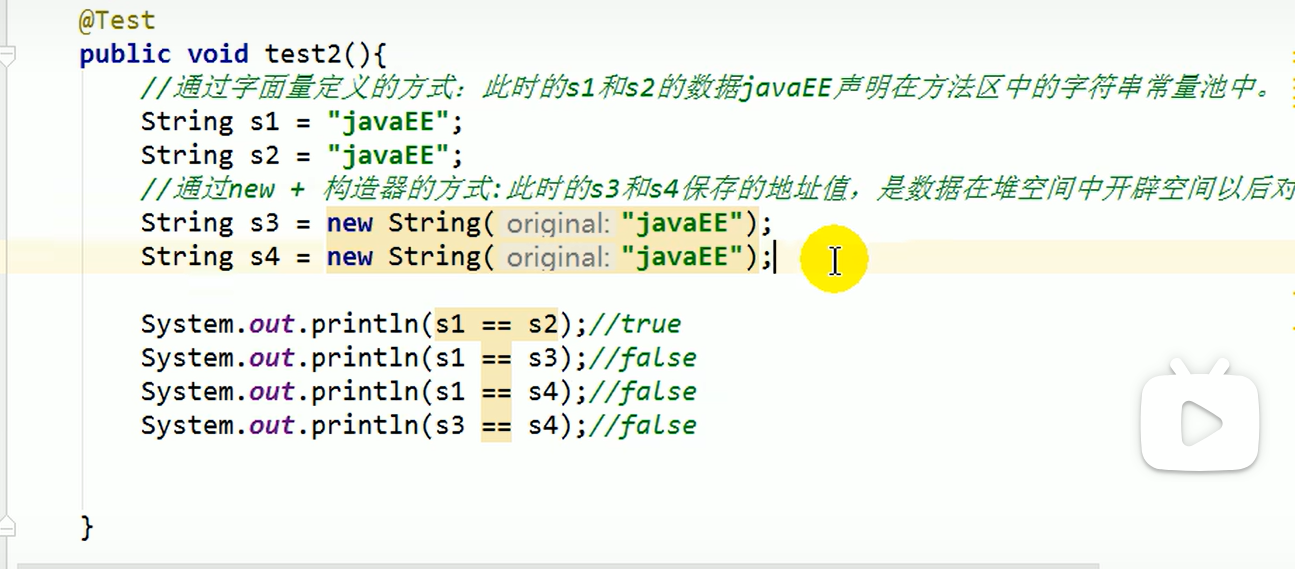 @Test
public void test2(){
//通过字面量定义的方式：此时的s1和s2的数据javaEE声明在方法区中的字符串常量池中。
String s1 = "javaEE";
String s2 = "javaEE";
//通过new + 构造器的方式:此时的s3和s4保存的地址值，是数据在堆空间中开辟空间以后对
String s3 = new String( original: "javaEE");
String s4 = new String( original: "javaEE");
System.out.println(s1 == s2);//true
System.out.println(s1 == s3);//false
System.out.println(s1 == s4);//false
System.out.println(s3 == s4);//false
}